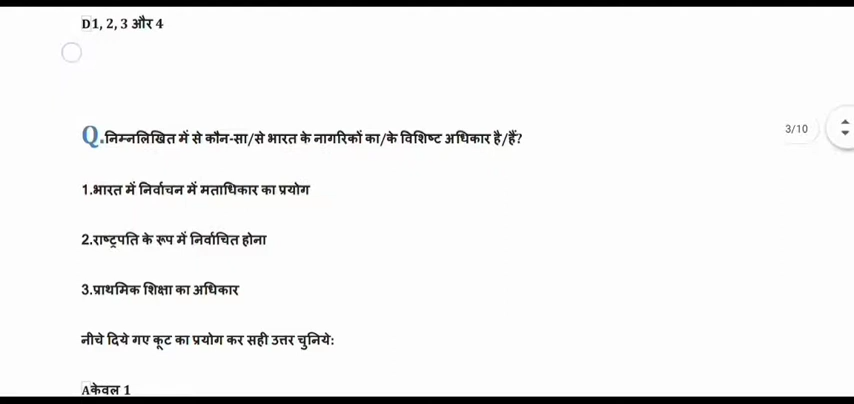 D1, 2, 3 और 4
Q.निम्नलिखित में से कौन-सा/से भारत के नागरिकों का/के विशिष्ट अधिकार है/हैं?
3/10
1.भारत में निर्वाचन में मताधिकार का प्रयोग
2.राष्ट्रपति के रूप में निर्वाचित होना
3.प्राथमिक शिक्षा का अधिकार
नीचे दिये गए कूट का प्रयोग कर सही उत्तर चुनिये:
Aकेवल 1